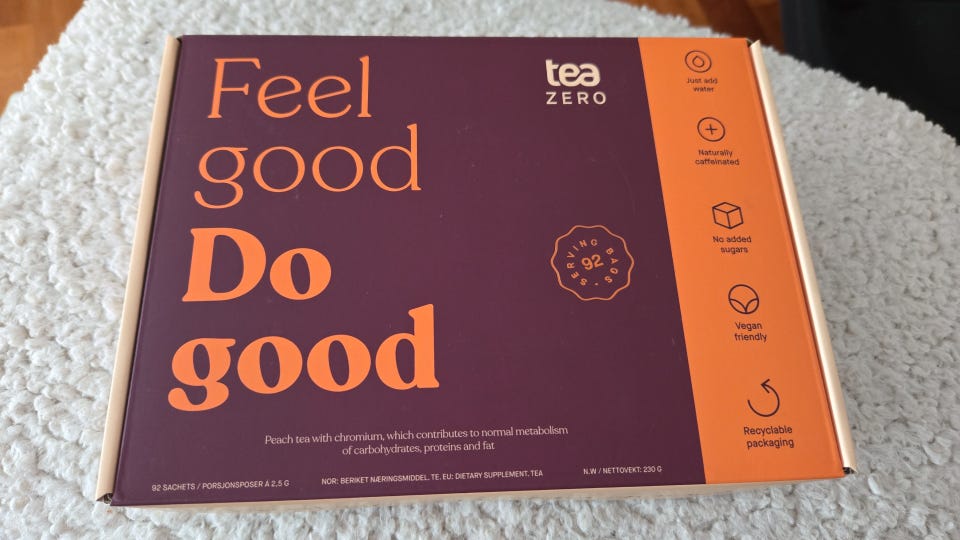 Feel
good
Do
good
tea
ZERO
SERVING BAGS •
92
Just add
water
Naturally
caffeinated
No added
sugars
Vegan
friendly
Recyclable
packaging
Peach tea with chromium, which contributes to normal metabolism
of carbohydrates, proteins and fat
92 SACHETS / PORSJONSPOSER Á 2,5 G
NOR: BERIKET NÆRINGSMIDDEL. TE. EU: DIETARY SUPPLEMENT. TEA
N.W / NETTOVEKT: 230 G